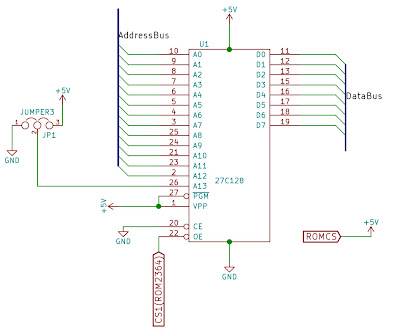 +5V
AddressBus
U1
10 A0 D0 11
9 A1 D1 12
8 A2 D2 13
7 A3 D3 15
6 A4 D4 16
5 A5 D5 17
4 A6 D6 18
3 A7 D7 19
25 A8
24 A9
21 A10
23 A11
2 A12
26 A13
27 PGM
1 VPP
20 CE
22 OE
27C128
DataBus
JUMPER3
+5V
1 2 3
JP1
GND
+5V
GND
CS1(ROM2364)
GND
ROMCS
+5V